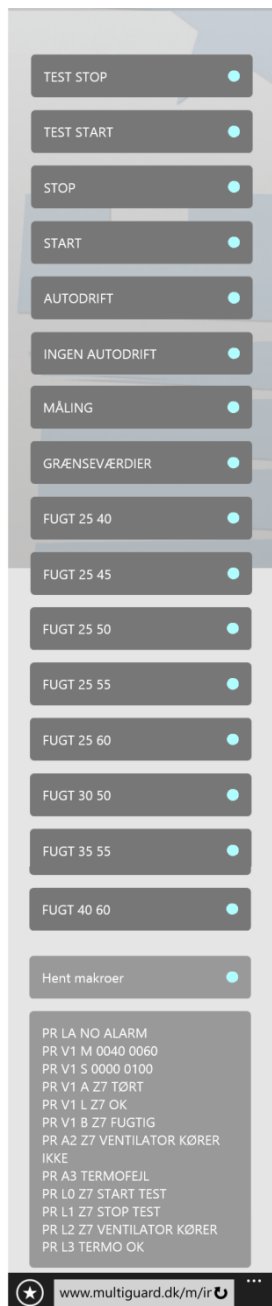 TEST STOP
TEST START
STOP
START
AUTODRIFT
INGEN AUTODRIFT
MÅLING
GRÆNSEVÆRDIER
FUGT 25 40
FUGT 25 45
FUGT 25 50
FUGT 25 55
FUGT 25 60
FUGT 30 50
FUGT 35 55
FUGT 40 60
Hent makroer
PR LA NO ALARM
PR V1 M 0040 0060
PR V1 S 0000 0100
PR V1 A Z7 TØRT
PR V1 L Z7 OK
PR V1 B Z7 FUGTIG
PR A2 Z7 VENTILATOR KØRER
IKKE
PR A3 TERMOFEJL
PR L0 Z7 START TEST
PR L1 Z7 STOP TEST
PR L2 Z7 VENTILATOR KØRER
PR L3 TERMO OK
www.multiguard.dk/m/ir